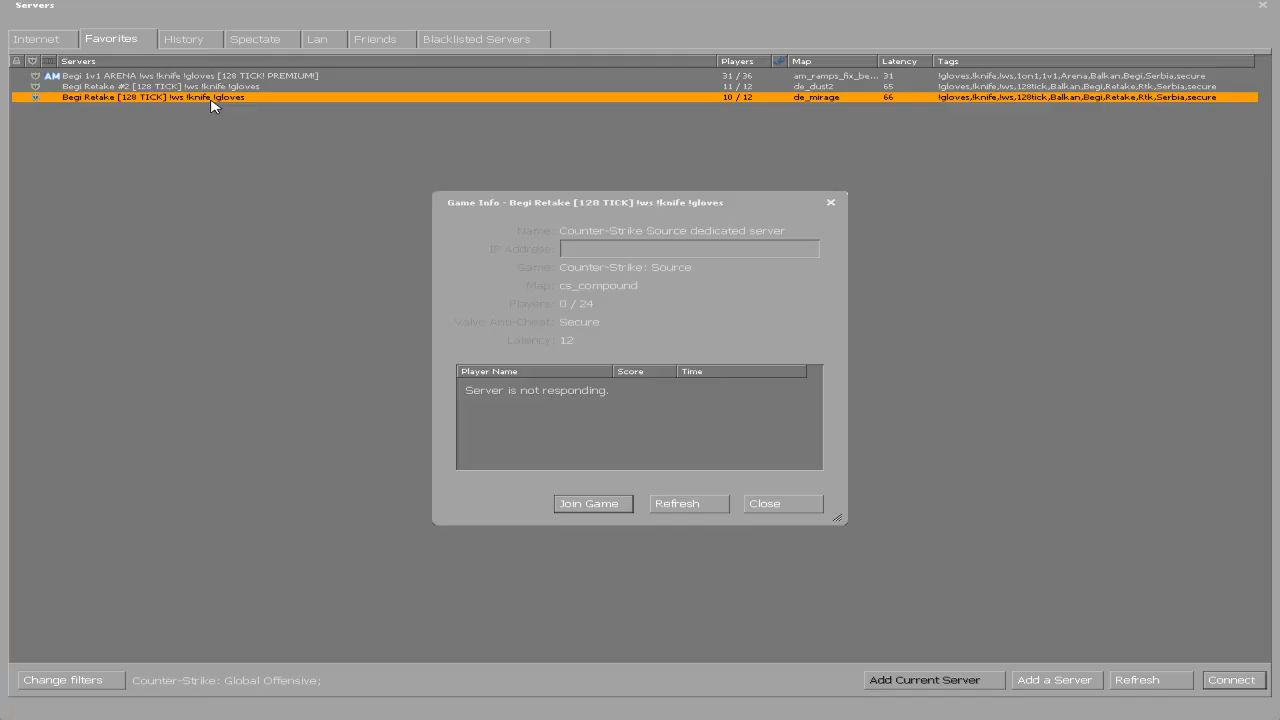 Servers
Internet Favorites History Spectate Lan Friends Blacklisted Servers
Servers Players Map Latency Tags
AM Begi 1v1 ARENA !ws !knife !gloves [128 TICK! PREMIUM!] 31 / 36 am_ramps_fix_be... 31 !gloves,!knife,!ws,1on1,1v1,Arena,Balkan,Begi,Serbia,secure
Begi Retake #2 [128 TICK] !ws !knife !gloves 11 / 12 de_dust2 65 !gloves,!knife,!ws,128tick,Balkan,Begi,Retake,Rtk,Serbia,secure
Begi Retake [128 TICK] !ws !knife !gloves 10 / 12 de_mirage 66 !gloves,!knife,!ws,128tick,Balkan,Begi,Retake,Rtk,Serbia,secure
Game Info - Begi Retake [128 TICK] !ws !knife !gloves
Name: Counter-Strike Source dedicated server
IP Address:
Game: Counter-Strike: Source
Map: cs_compound
Players: 0 / 24
Valve Anti-Cheat: Secure
Latency: 12
Player Name Score Time
Server is not responding.
Join Game Refresh Close
Change filters Counter-Strike: Global Offensive; Add Current Server Add a Server Refresh Connect